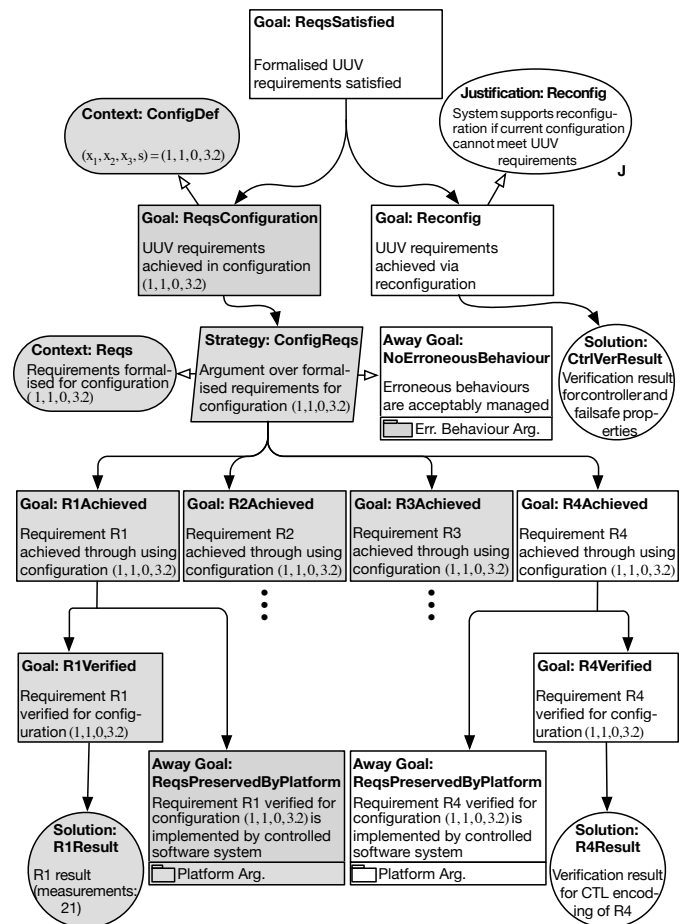 Goal: ReqsSatisfied
Formalised UUV
requirements satisfied
Context: ConfigDef
(x₁, x₂, x₃, s) = (1, 1, 0, 3.2)
Justification: Reconfig
System supports reconfigu-
ration if current configuration
cannot meet UUV
requirements
J
Goal: ReqsConfiguration
UUV requirements
achieved in configuration
(1,1,0,3.2)
Goal: Reconfig
UUV requirements
achieved via
reconfiguration
Context: Reqs
Requirements formal-
ised for configuration
(1,1,0,3.2)
Strategy: ConfigReqs
Argument over formal-
ised requirements for
configuration (1,1,0,3.2)
Away Goal:
NoErroneousBehaviour
Erroneous behaviours
are acceptably managed
Err. Behaviour Arg.
Solution:
CtrlVerResult
Verification result
for controller and
failsafe prop-
erties
Goal: R1Achieved
Requirement R1
achieved through using
configuration (1,1,0,3.2)
Goal: R2Achieved
Requirement R2
achieved through using
configuration (1,1,0,3.2)
Goal: R3Achieved
Requirement R3
achieved through using
configuration (1,1,0,3.2)
Goal: R4Achieved
Requirement R4
achieved through using
configuration (1,1,0,3.2)
Goal: R1Verified
Requirement R1
verified for config-
uration (1,1,0,3.2)
Goal: R4Verified
Requirement R4
verified for config-
uration (1,1,0,3.2)
Away Goal:
ReqsPreservedByPlatform
Requirement R1 verified for
configuration (1,1,0,3.2) is
implemented by controlled
software system
Platform Arg.
Away Goal:
ReqsPreservedByPlatform
Requirement R4 verified for
configuration (1,1,0,3.2) is
implemented by controlled
software system
Platform Arg.
Solution:
R1Result
R1 result
(measurements:
21)
Solution:
R4Result
Verification result
for CTL encod-
ing of R4